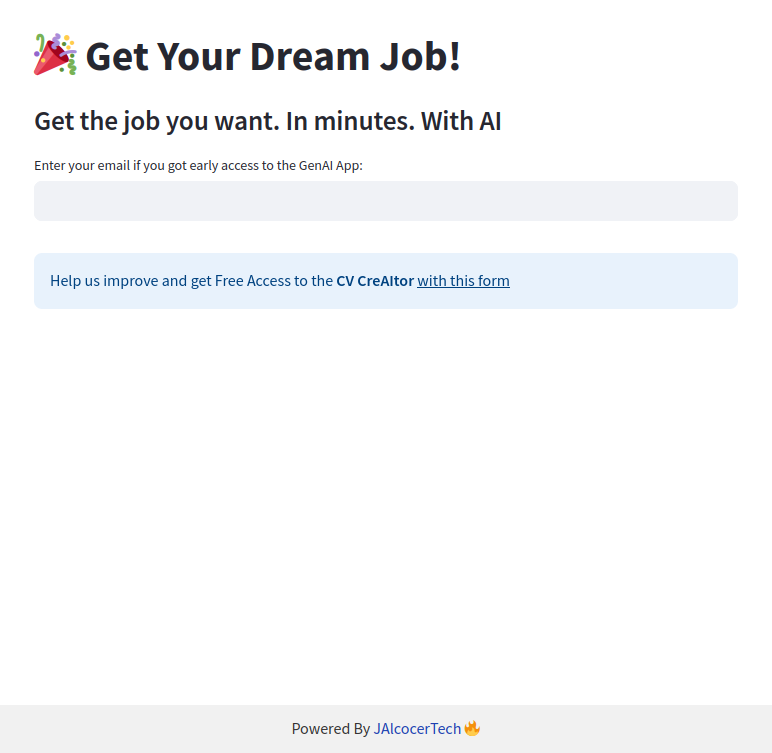 🎉 Get Your Dream Job!
Get the job you want. In minutes. With AI
Enter your email if you got early access to the GenAI App:
Help us improve and get Free Access to the CV CreAItor with this form
Powered By JAlcocerTech🔥